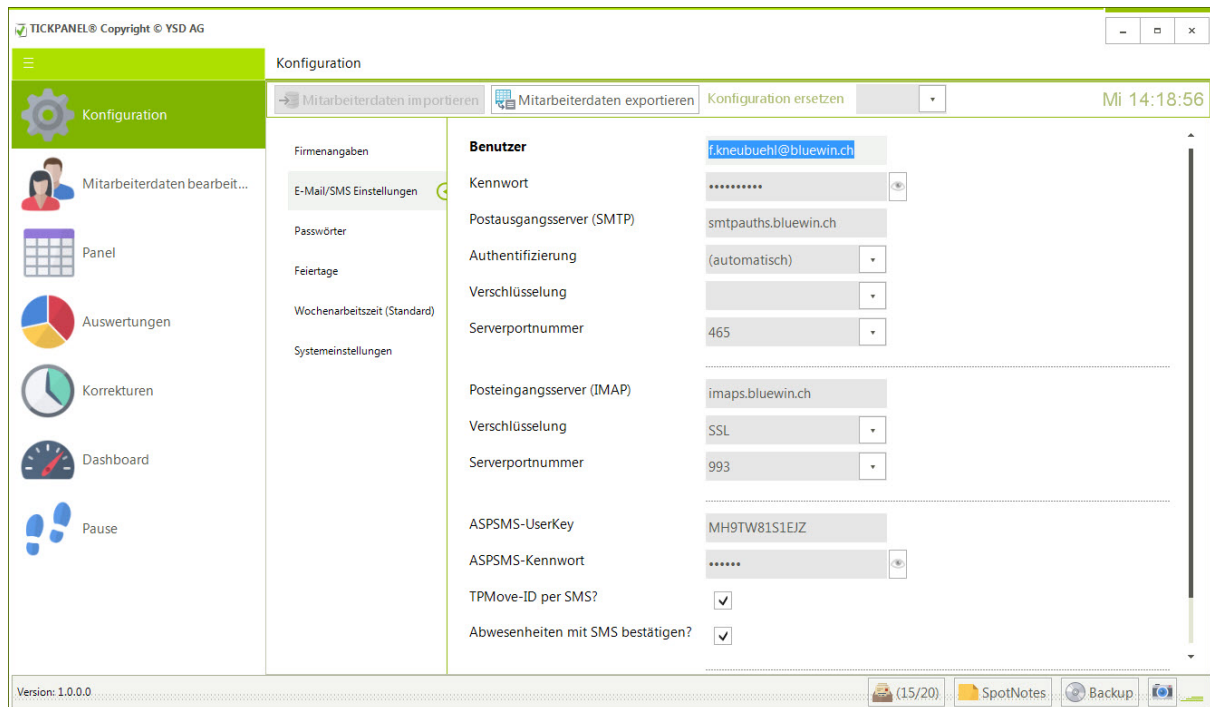 TICKPANEL® Copyright © YSD AG
Konfiguration
Mitarbeiterdaten importieren
Mitarbeiterdaten exportieren
Konfiguration ersetzen
Mi 14:18:56
Konfiguration
Mitarbeiterdaten bearbeit...
Panel
Auswertungen
Korrekturen
Dashboard
Pause
Firmenangaben
E-Mail/SMS Einstellungen
Passwörter
Feiertage
Wochenarbeitszeit (Standard)
Systemeinstellungen
Benutzer f.kneubuehl@bluewin.ch
Kennwort ••••••••••
Postausgangsserver (SMTP) smtpauths.bluewin.ch
Authentifizierung (automatisch)
Verschlüsselung
Serverportnummer 465
Posteingangsserver (IMAP) imaps.bluewin.ch
Verschlüsselung SSL
Serverportnummer 993
ASPSMS-UserKey MH9TW81S1EJZ
ASPSMS-Kennwort ••••••
TPMove-ID per SMS?
Abwesenheiten mit SMS bestätigen?
Version: 1.0.0.0
(15/20)
SpotNotes
Backup